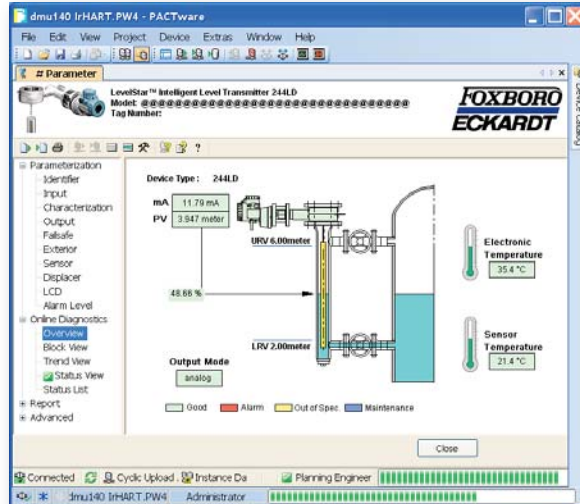 dmu140 IrHART.PW4 - PACTware
File Edit View Project Device Extras Window Help
# Parameter
LevelStar™ Intelligent Level Transmitter 244LD
Model: @@@@@@@@@@@@@@@@@@@@@@@@@@@@@@@@
Tag Number:
FOXBORO
ECKARDT
Device Catalog
Parameterization
Identifier
Input
Characterization
Output
Failsafe
Exterior
Sensor
Displacer
LCD
Alarm Level
Online Diagnostics
Overview
Block View
Trend View
Status View
Status List
Report
Advanced
Device Type : 244LD
mA 11.79 mA
PV 3.947 meter
URV 6.00meter
48.66 %
LRV 2.00meter
Output Mode
analog
Electronic
Temperature
35.4 °C
Sensor
Temperature
21.4 °C
Good Alarm Out of Spec. Maintenance
Close
Connected Cyclic Upload . Instance Da Planning Engineer
dmu140 IrHART.PW4 Administrator